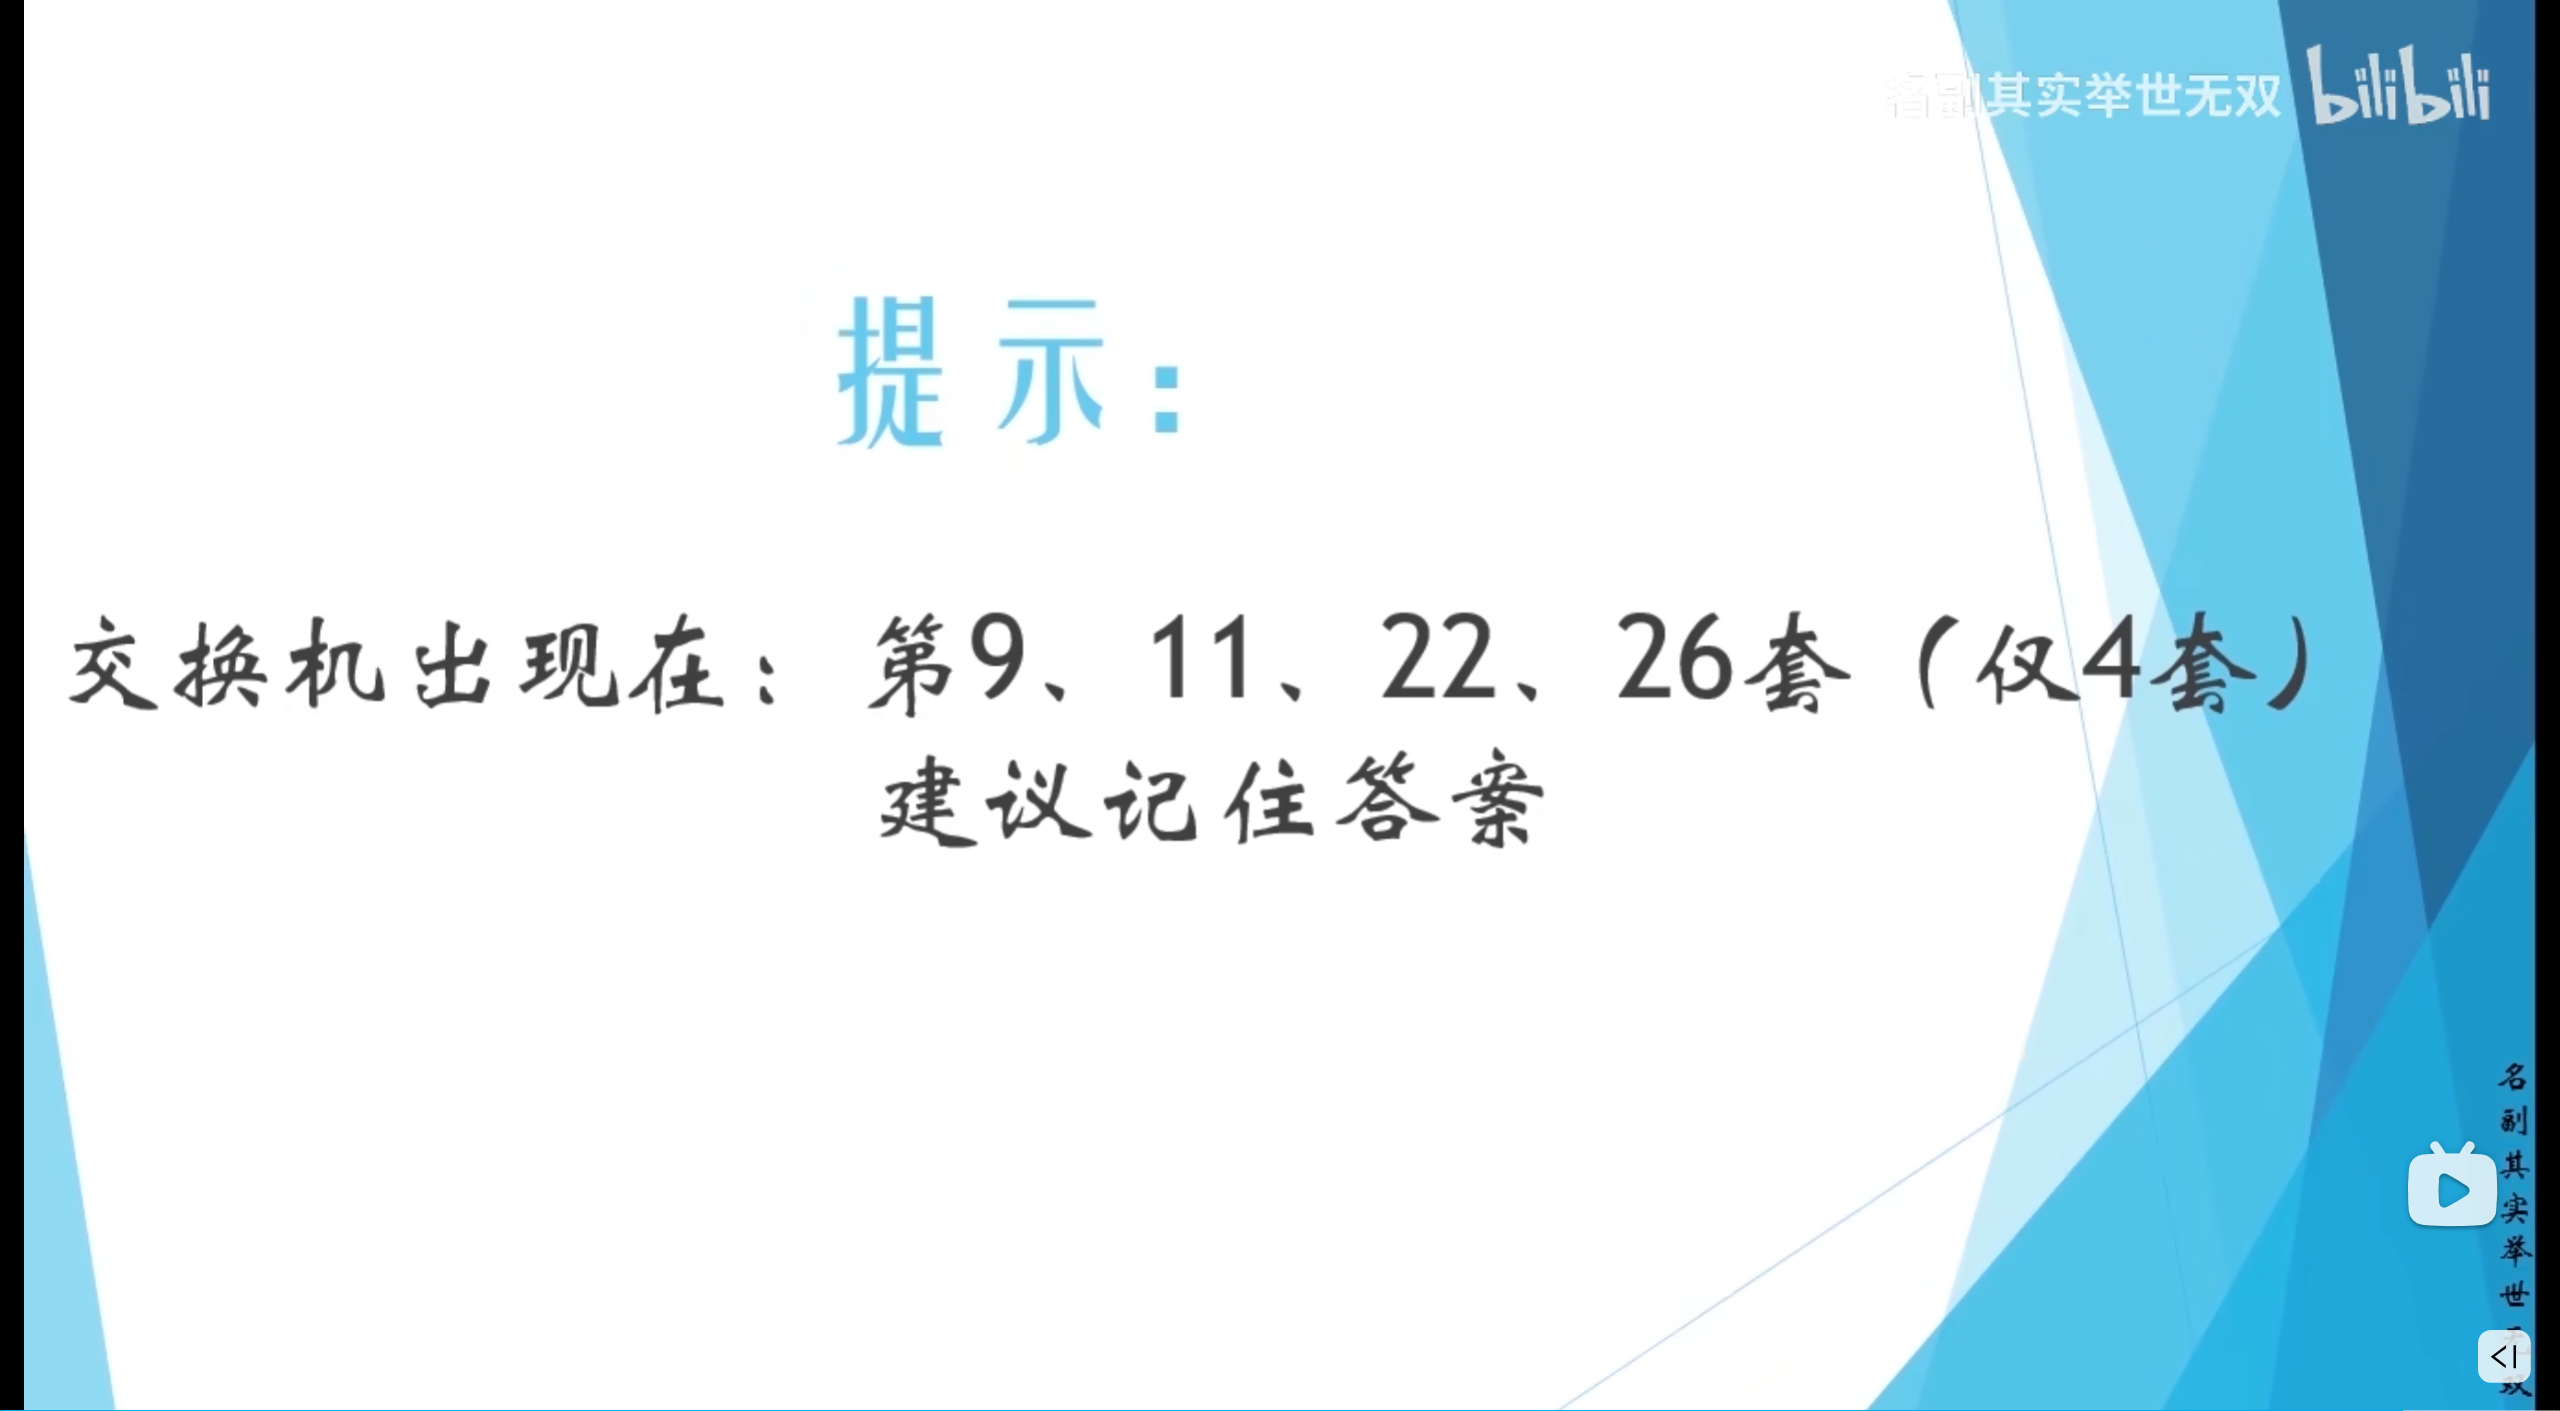 名副其实举世无双 bilibili
提示：
交换机出现在：第9、11、22、26套（仅4套）
建议记住答案
名副其实举世无双